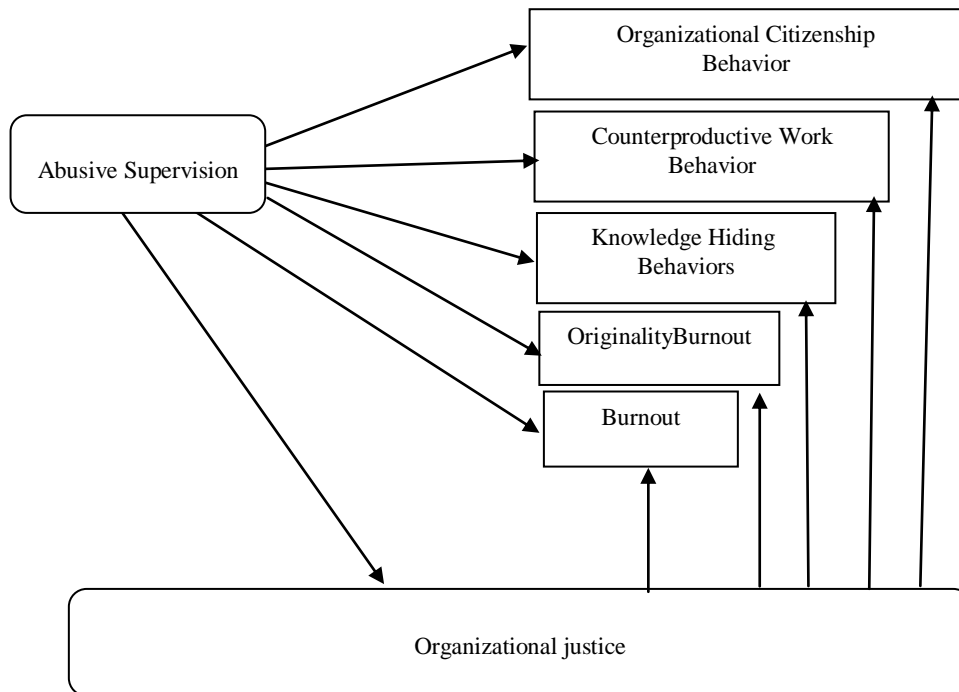 Organizational Citizenship
Behavior
Counterproductive Work
Behavior
Abusive Supervision
Knowledge Hiding
Behaviors
OriginalityBurnout
Burnout
Organizational justice